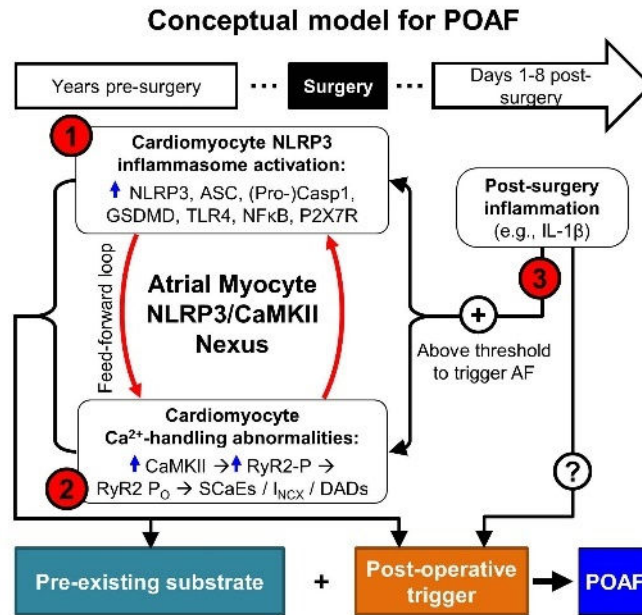 Conceptual model for POAF
Years pre-surgery
...
Surgery
...
Days 1-8 post-
surgery
1
Cardiomyocyte NLRP3
inflammasome activation:
↑ NLRP3, ASC, (Pro-)Casp1,
GSDMD, TLR4, NFκB, P2X7R
Post-surgery
inflammation
(e.g., IL-1β)
3
Feed-forward loop
Atrial Myocyte
NLRP3/CaMKII
Nexus
+
Above threshold
to trigger AF
Cardiomyocyte
Ca²⁺-handling abnormalities:
↑ CaMKII → ↑ RyR2-P →
RyR2 P_O → SCaEs / I_NCX / DADs
2
?
Pre-existing substrate
+
Post-operative
trigger
POAF